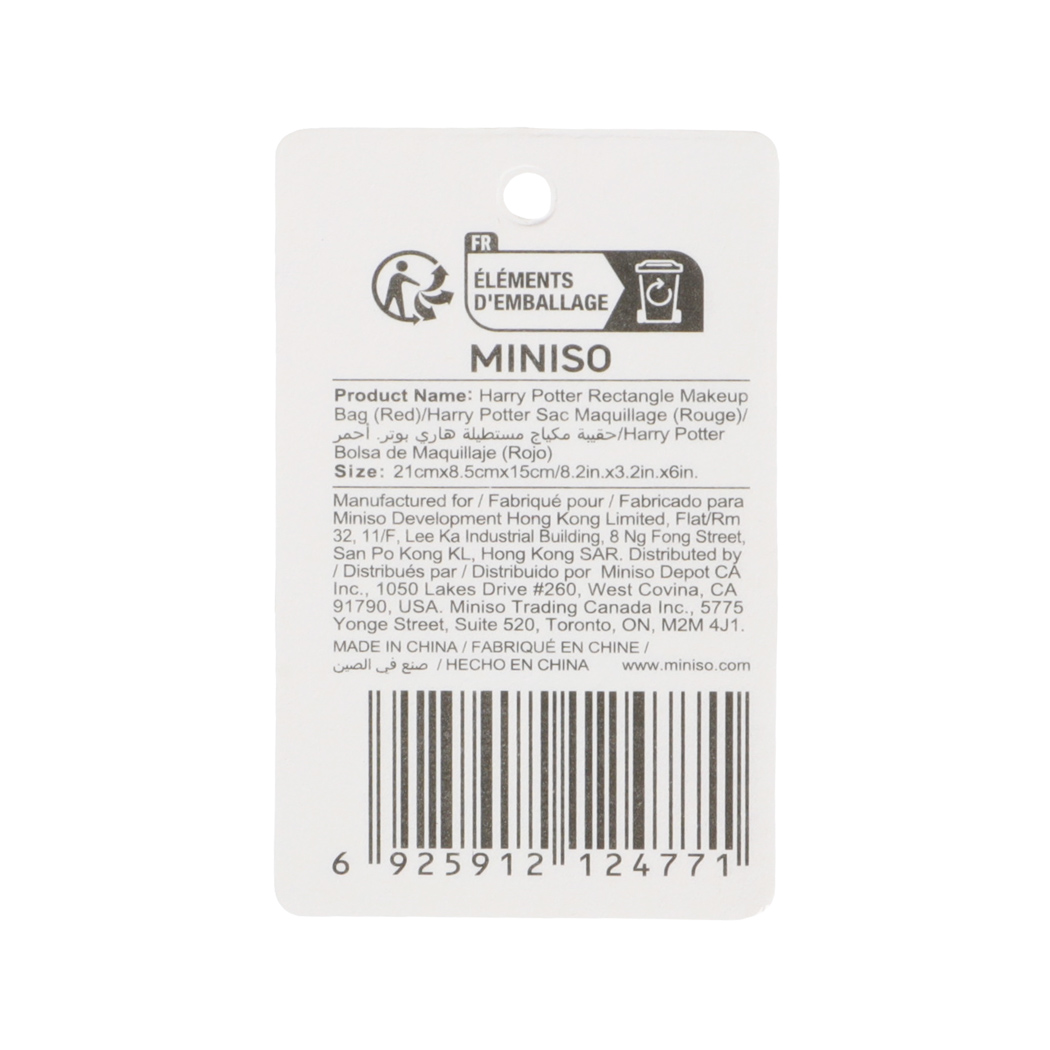 FR
ÉLÉMENTS
D'EMBALLAGE
MINISO
Product Name: Harry Potter Rectangle Makeup
Bag (Red)/Harry Potter Sac Maquillage (Rouge)/
حقيبة مكياج مستطيلة هاري بوتر. أحمر/Harry Potter
Bolsa de Maquillaje (Rojo)
Size: 21cmx8.5cmx15cm/8.2in.x3.2in.x6in.
Manufactured for / Fabriqué pour / Fabricado para
Miniso Development Hong Kong Limited, Flat/Rm
32, 11/F, Lee Ka Industrial Building, 8 Ng Fong Street,
San Po Kong KL, Hong Kong SAR. Distributed by
/ Distribués par / Distribuido por Miniso Depot CA
Inc., 1050 Lakes Drive #260, West Covina, CA
91790, USA. Miniso Trading Canada Inc., 5775
Yonge Street, Suite 520, Toronto, ON, M2M 4J1.
MADE IN CHINA / FABRIQUÉ EN CHINE /
صنع في الصين / HECHO EN CHINA www.miniso.com
6 925912 124771